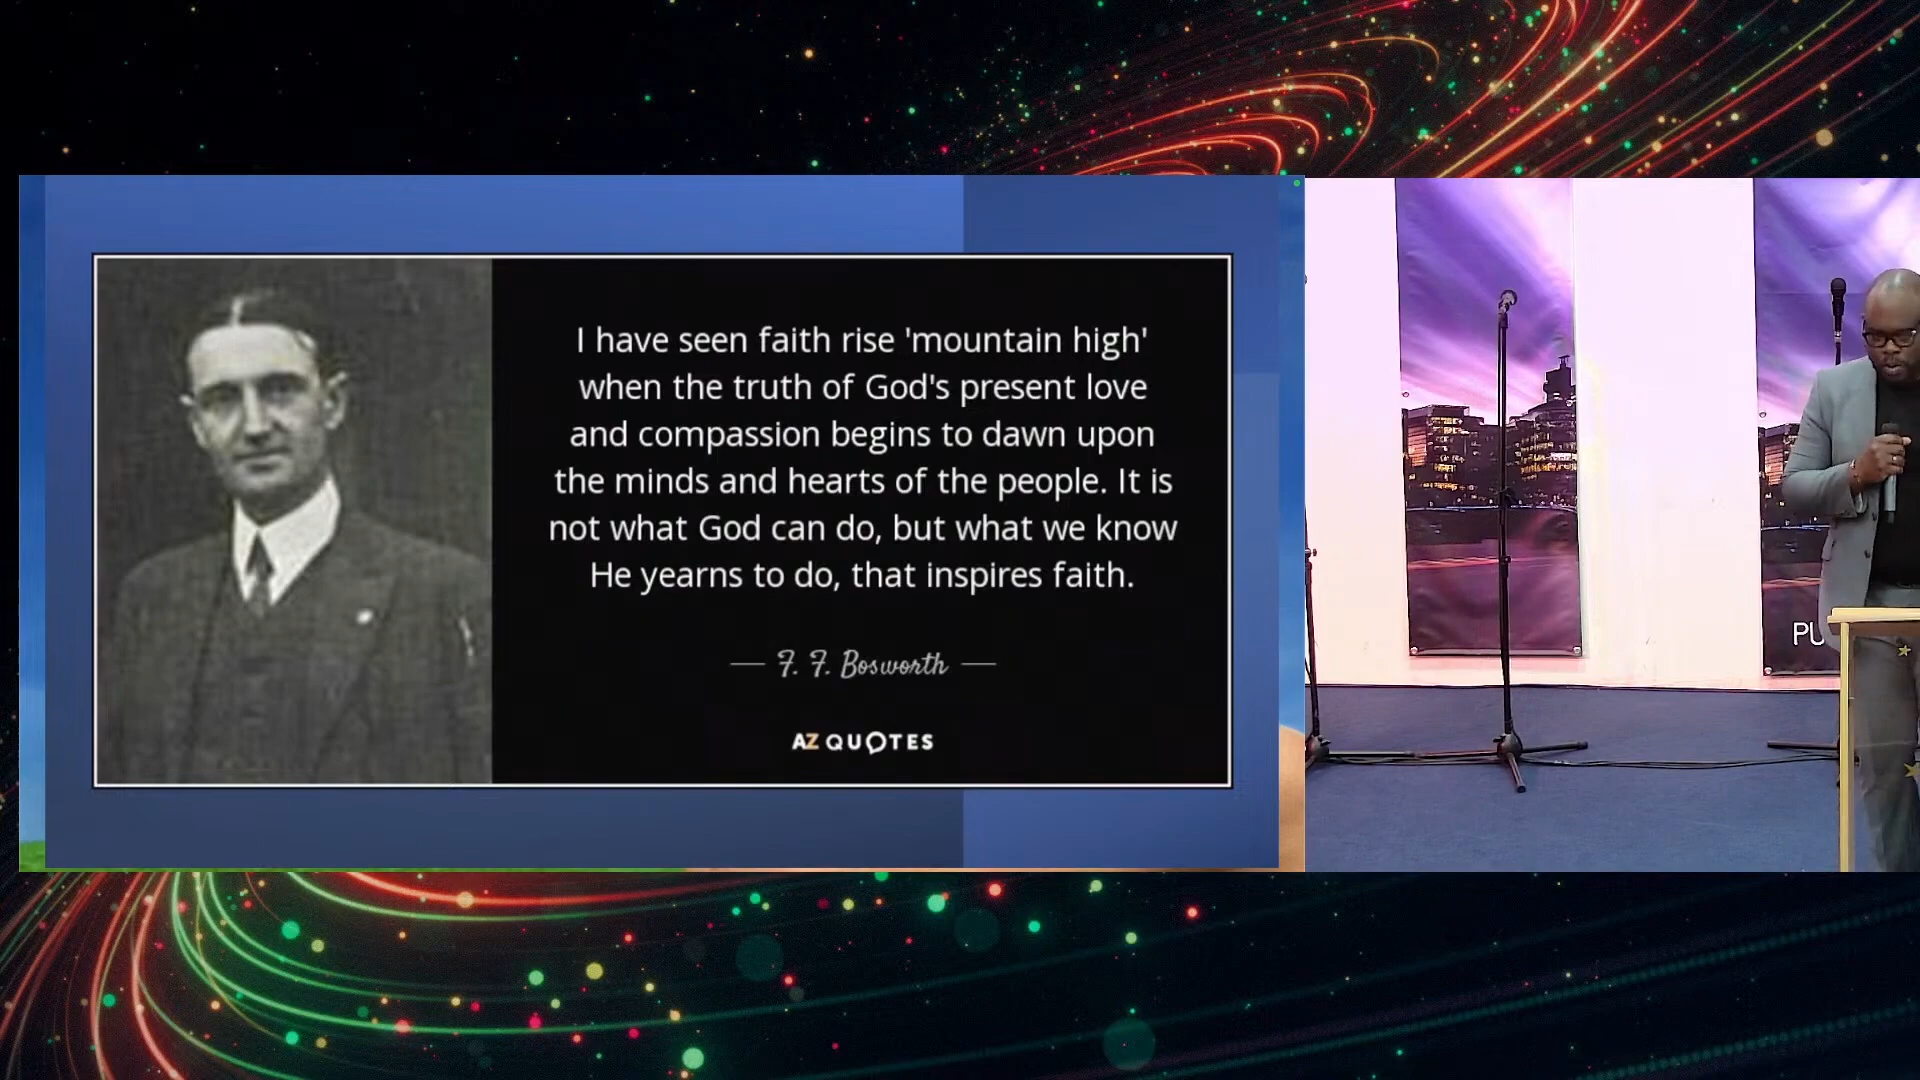 I have seen faith rise 'mountain high'
when the truth of God's present love
and compassion begins to dawn upon
the minds and hearts of the people. It is
not what God can do, but what we know
He yearns to do, that inspires faith.
— F. F. Bosworth —
AZ QUOTES
PU